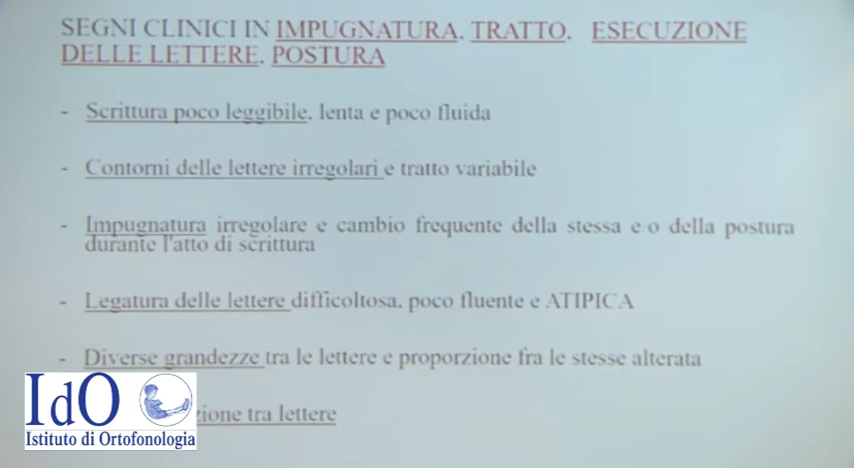 SEGNI CLINICI IN IMPUGNATURA, TRATTO, ESECUZIONE
DELLE LETTERE, POSTURA
- Scrittura poco leggibile, lenta e poco fluida
- Contorni delle lettere irregolari e tratto variabile
- Impugnatura irregolare e cambio frequente della stessa e o della postura
durante l'atto di scrittura
- Legatura delle lettere difficoltosa, poco fluente e ATIPICA
- Diverse grandezze tra le lettere e proporzione fra le stesse alterata
tra lettere
IdO
Istituto di Ortofonologia